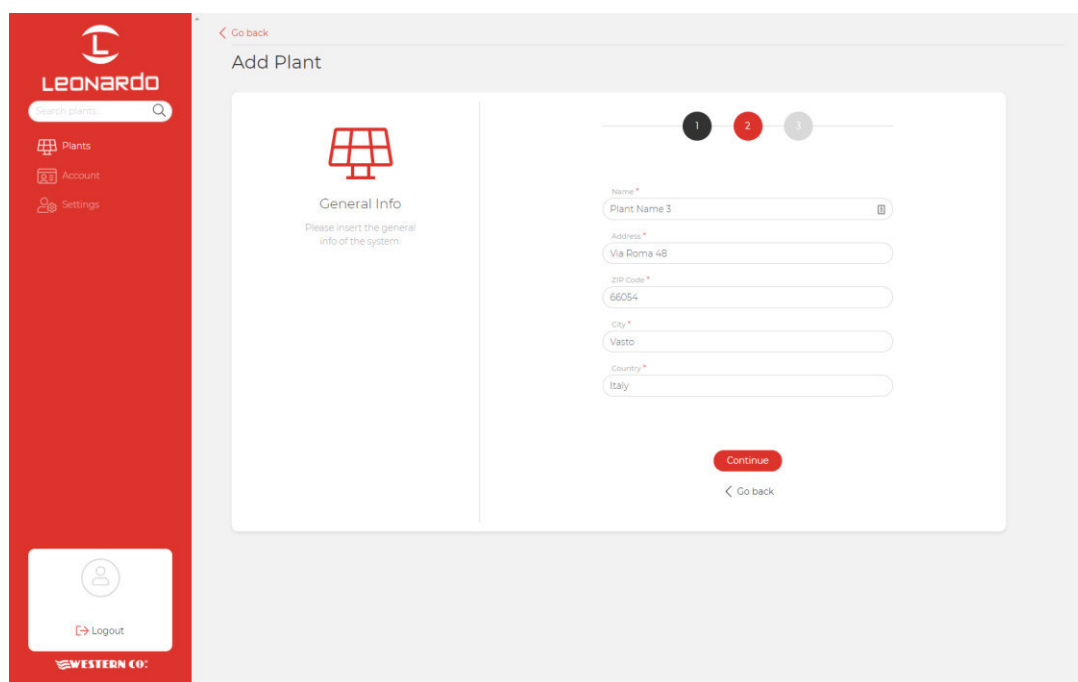 Leonardo
Search plants...
Plants
Account
Settings
Logout
WESTERN CO.
Go back
Add Plant
General Info
Please insert the general
info of the system.
1 2 3
Name *
Plant Name 3
Address *
Via Roma 48
ZIP Code *
66054
City *
Vasto
Country *
Italy
Continue
Go back